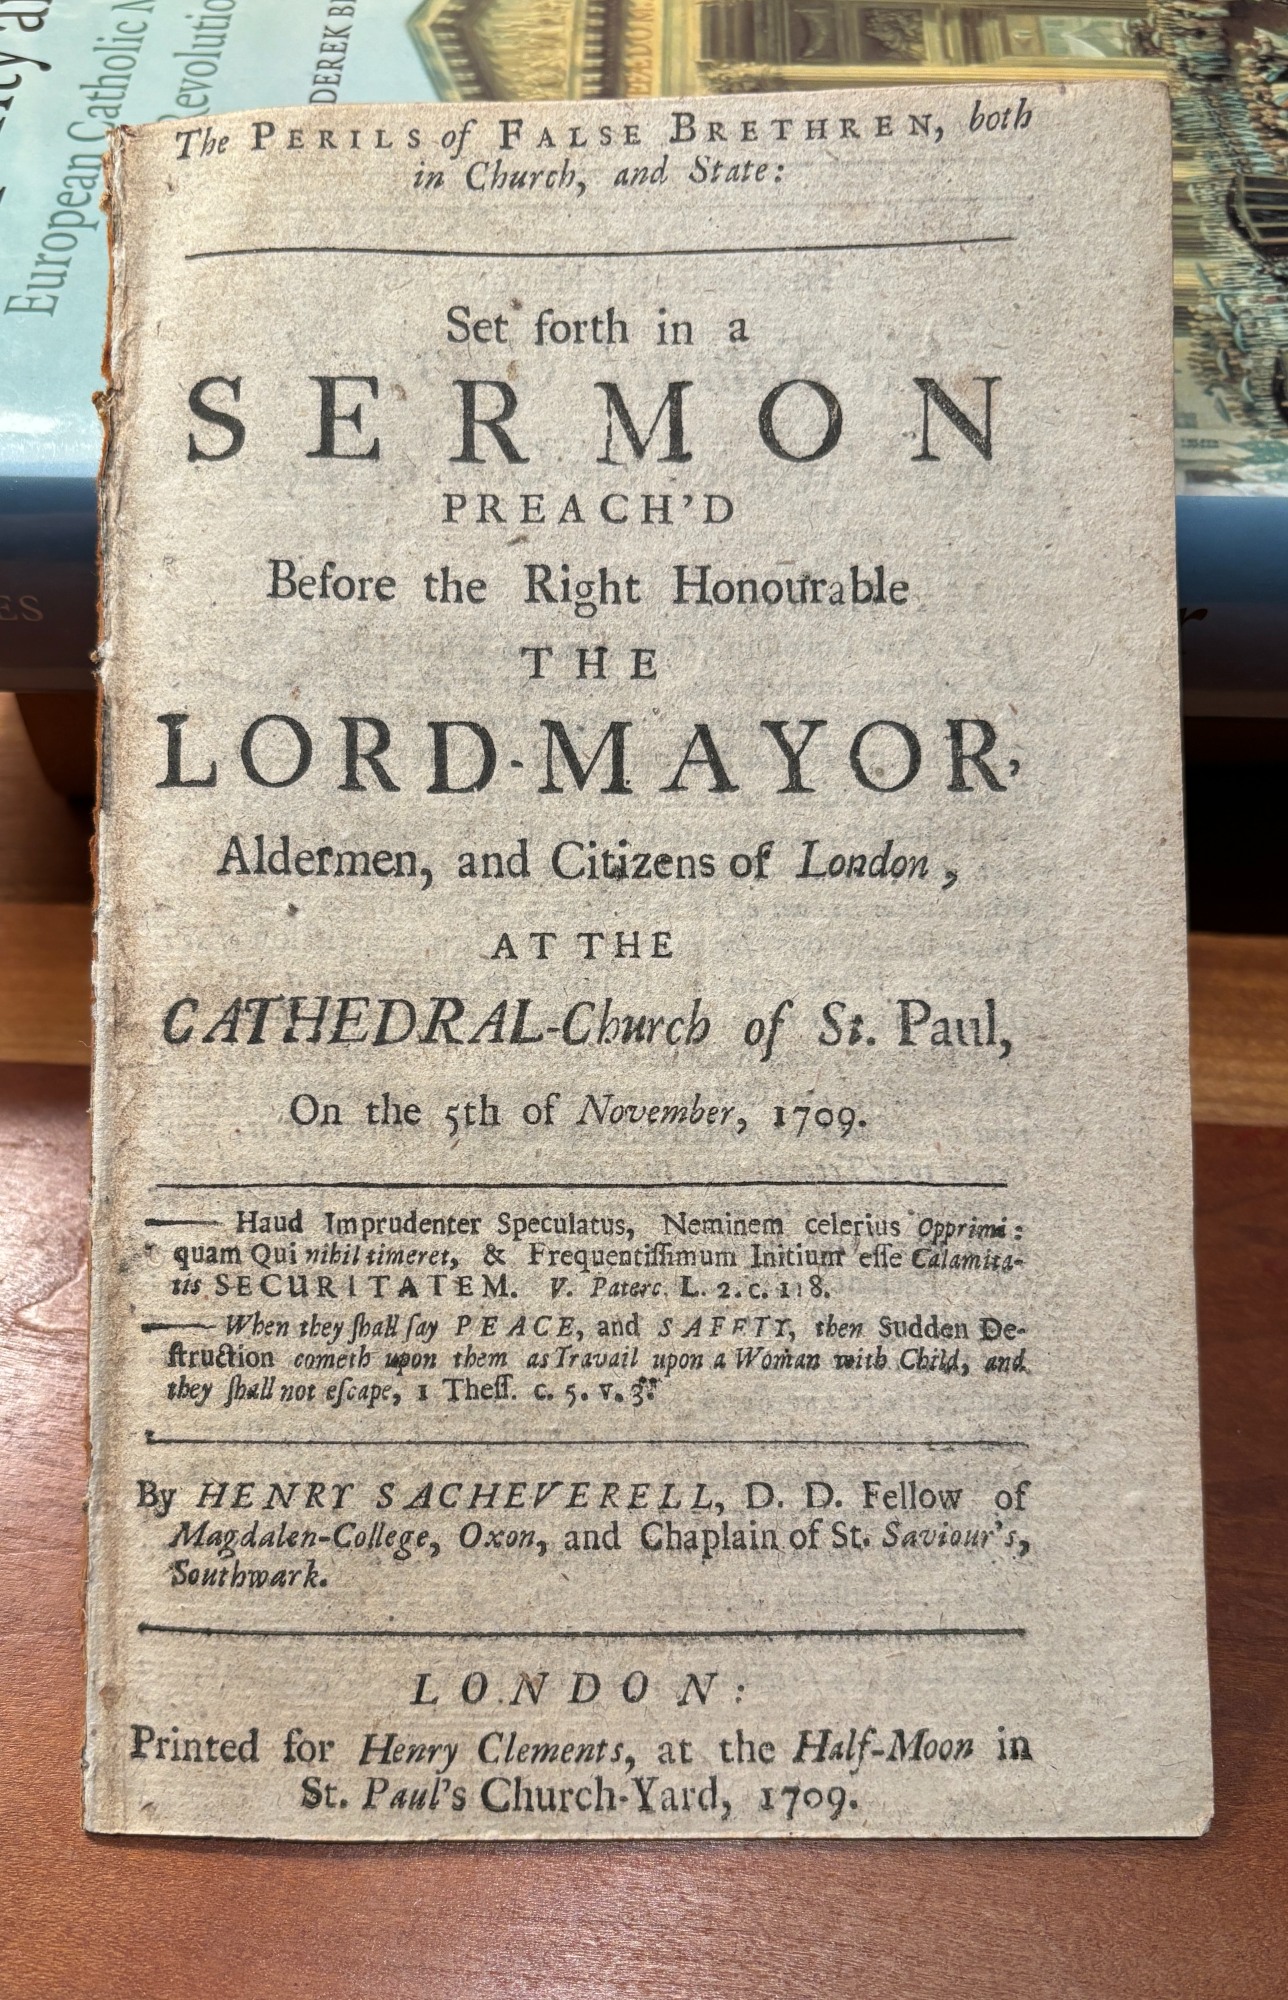 European Catholic
Revolutio
DEREK
ES
The PERILS of FALSE BRETHREN, both
in Church, and State:
Set forth in a
SERMON
PREACH'D
Before the Right Honourable
THE
LORD-MAYOR,
Aldermen, and Citizens of London,
AT THE
CATHEDRAL-Church of St. Paul,
On the 5th of November, 1709.
—— Haud Imprudenter Speculatus, Neminem celerius Opprimi:
quam Qui nihil timeret, & Frequentiſſimum Initium eſſe Calamita-
tis SECURITATEM. V. Paterc. L. 2. c. 118.
—— When they ſhall ſay PEACE, and SAFETY, then Sudden De-
ſtruction cometh upon them as Travail upon a Woman with Child, and
they ſhall not eſcape, 1 Theſſ. c. 5. v. 3.
By HENRY SACHEVERELL, D. D. Fellow of
Magdalen-College, Oxon, and Chaplain of St. Saviour's,
Southwark.
LONDON:
Printed for Henry Clements, at the Half-Moon in
St. Paul's Church-Yard, 1709.